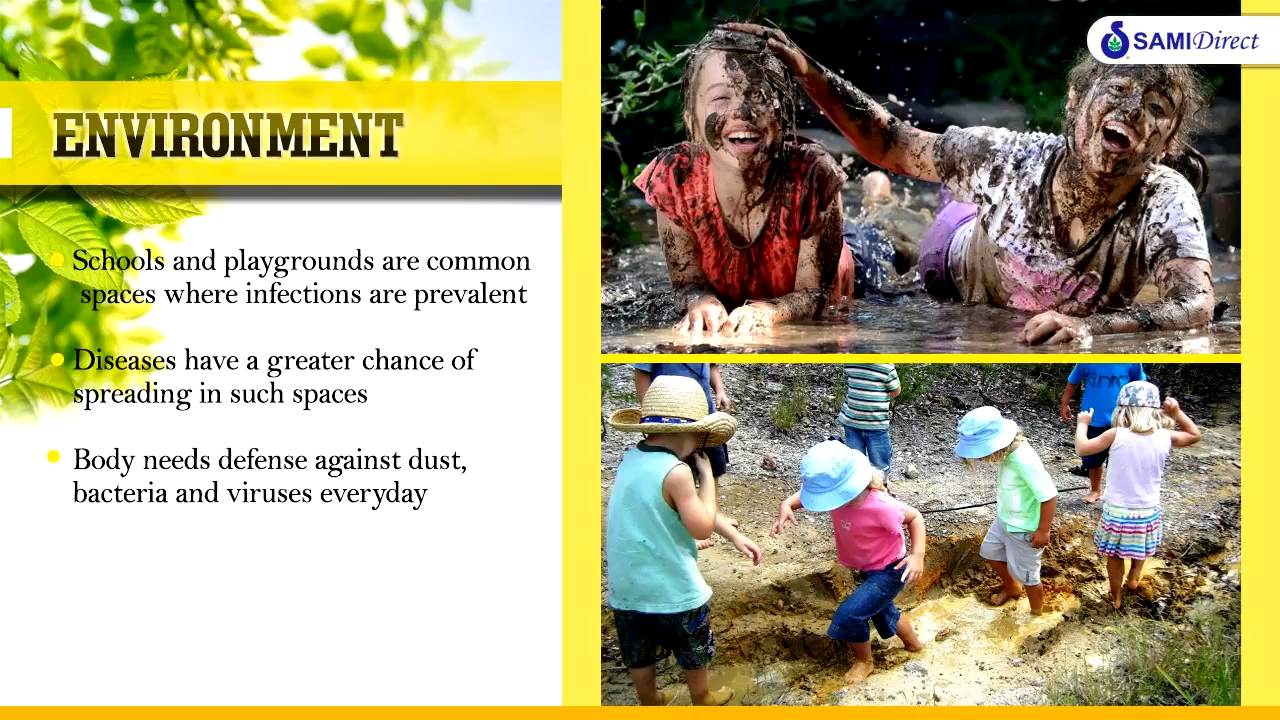 SAMIDirect
ENVIRONMENT
Schools and playgrounds are common
spaces where infections are prevalent
Diseases have a greater chance of
spreading in such spaces
Body needs defense against dust,
bacteria and viruses everyday